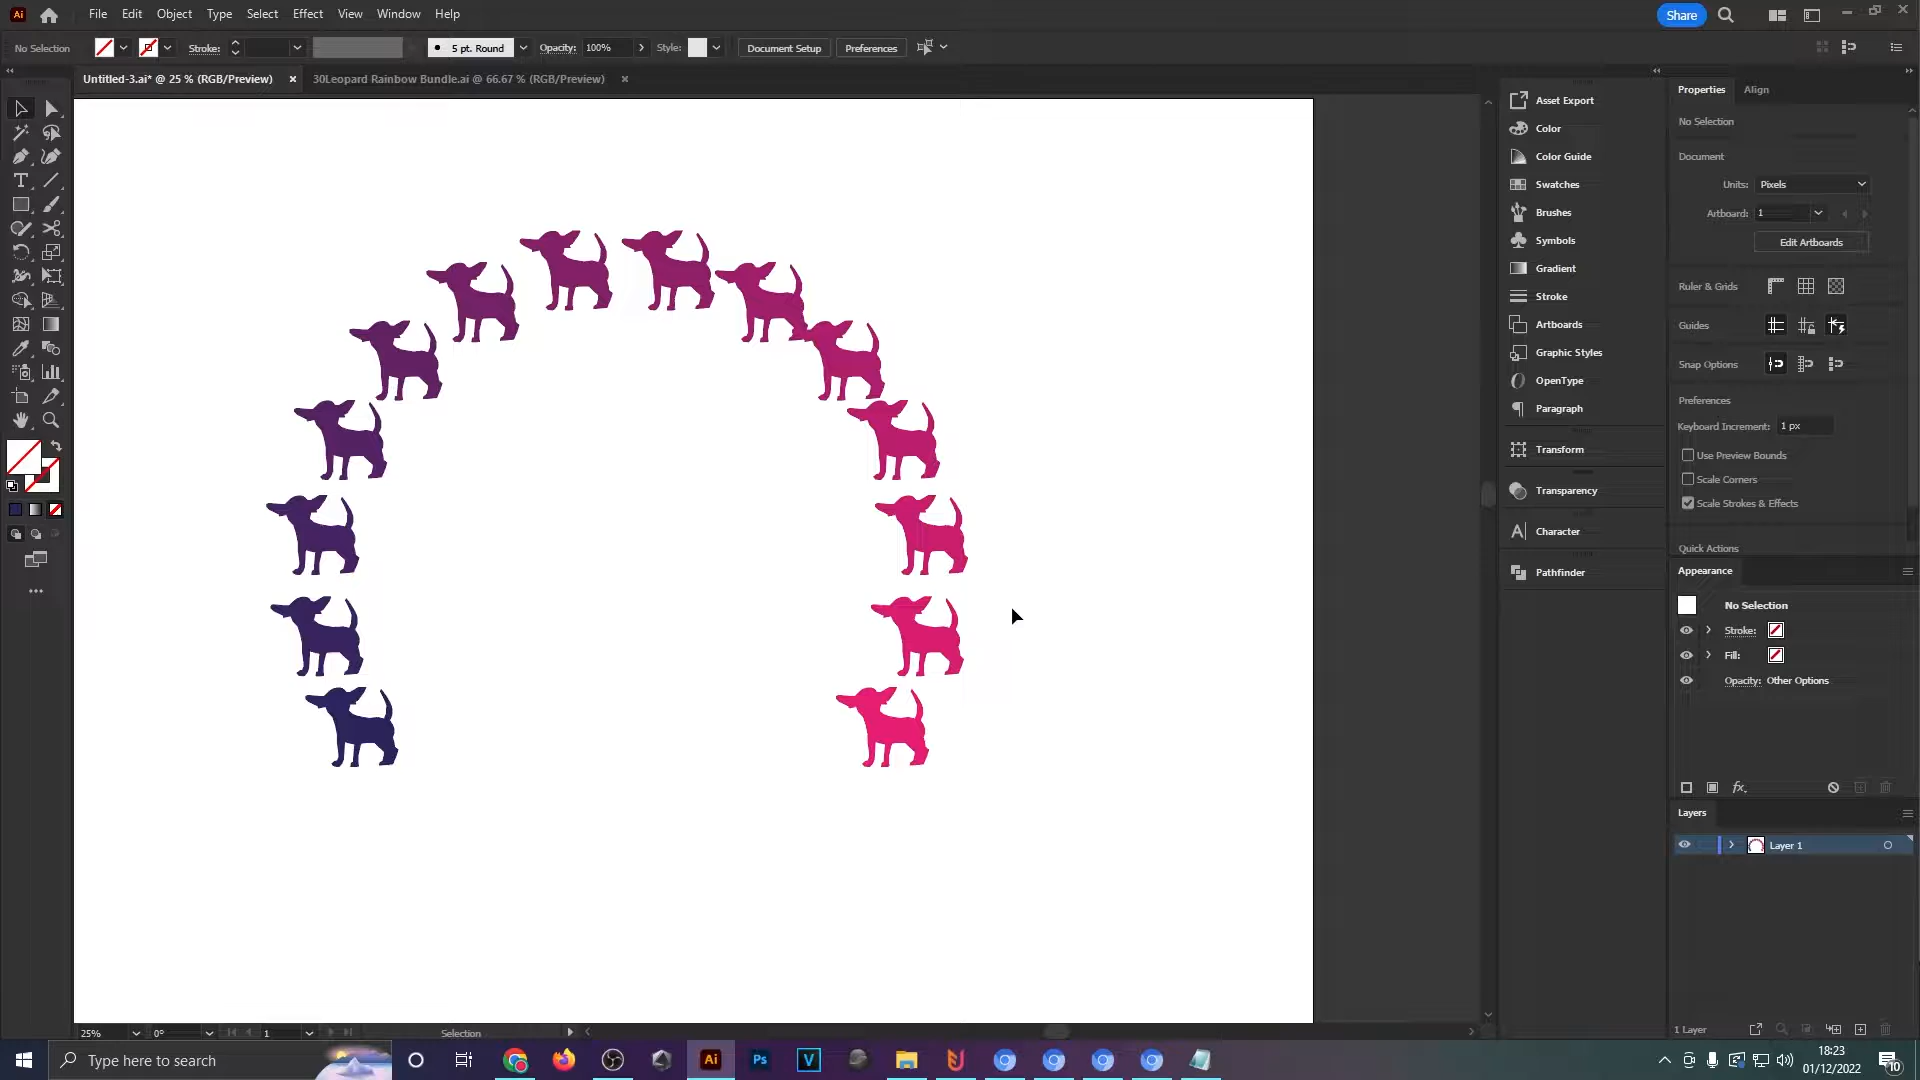 Ai File Edit Object Type Select Effect View Window Help Share
No Selection Stroke: 5 pt. Round Opacity: 100% Style: Document Setup Preferences
Untitled-3.ai* @ 25 % (RGB/Preview) × 30Leopard Rainbow Bundle.ai @ 66.67 % (RGB/Preview) ×
Asset Export
Color
Color Guide
Swatches
Brushes
Symbols
Gradient
Stroke
Artboards
Graphic Styles
OpenType
Paragraph
Transform
Transparency
Character
Pathfinder
Properties Align
No Selection
Document
Units: Pixels
Artboard: 1
Edit Artboards
Ruler & Grids
Guides
Snap Options
Preferences
Keyboard Increment: 1 px
Use Preview Bounds
Scale Corners
Scale Strokes & Effects
Quick Actions
Appearance
No Selection
Stroke:
Fill:
Opacity: Other Options
fx
Layers
Layer 1
1 Layer
25% 0° 1 Selection
Type here to search
Ai Ps V
18:23
01/12/2022
10